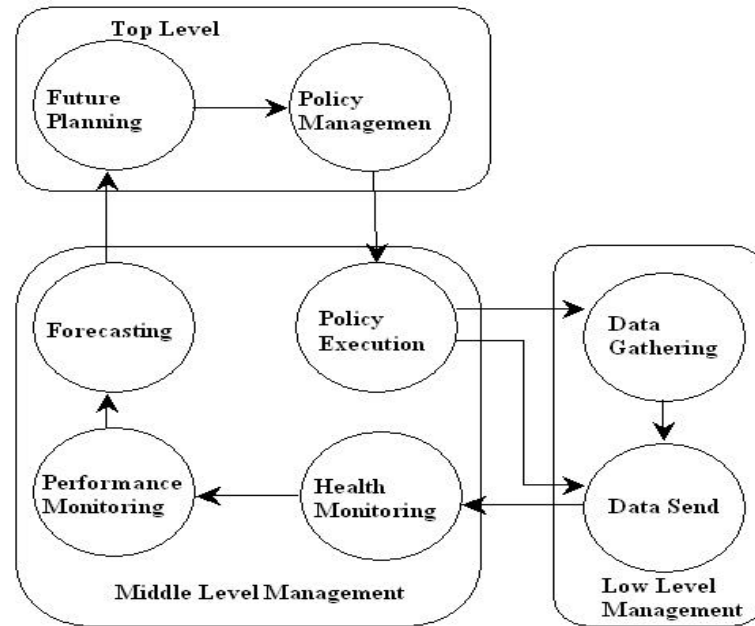 Top Level
Future
Planning
Policy
Managemen
Forecasting
Policy
Execution
Data
Gathering
Performance
Monitoring
Health
Monitoring
Data Send
Middle Level Management
Low Level
Management